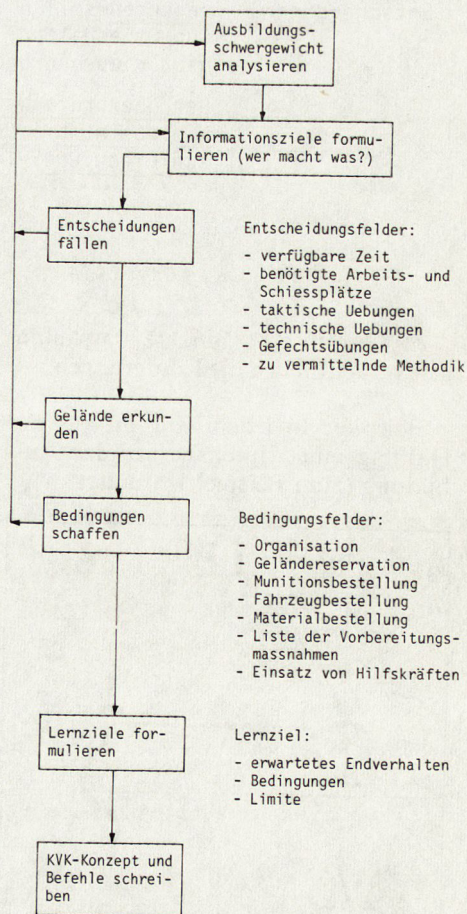 Ausbildungs-
schwergewicht
analysieren
Informationsziele formu-
lieren (wer macht was?)
Entscheidungen
fällen
Entscheidungsfelder:
- verfügbare Zeit
- benötigte Arbeits- und
Schiessplätze
- taktische Uebungen
- technische Uebungen
- Gefechtsübungen
- zu vermittelnde Methodik
Gelände erkun-
den
Bedingungen
schaffen
Bedingungsfelder:
- Organisation
- Geländereservation
- Munitionsbestellung
- Fahrzeugbestellung
- Materialbestellung
- Liste der Vorbereitungs-
massnahmen
- Einsatz von Hilfskräften
Lernziele for-
mulieren
Lernziel:
- erwartetes Endverhalten
- Bedingungen
- Limite
KVK-Konzept und
Befehle schrei-
ben